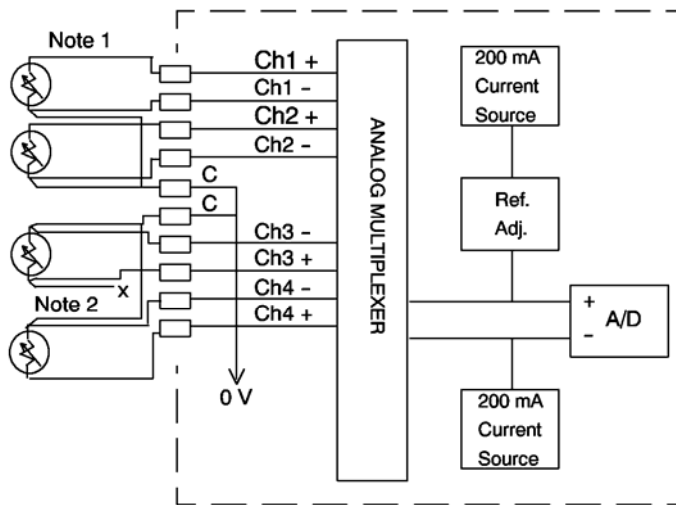 Note 1
Ch1 +
Ch1 −
Ch2 +
Ch2 −
C
C
Ch3 −
Ch3 +
x
Note 2
Ch4 −
Ch4 +
0 V
ANALOG MULTIPLEXER
200 mA
Current
Source
Ref.
Adj.
+
−
A/D
200 mA
Current
Source